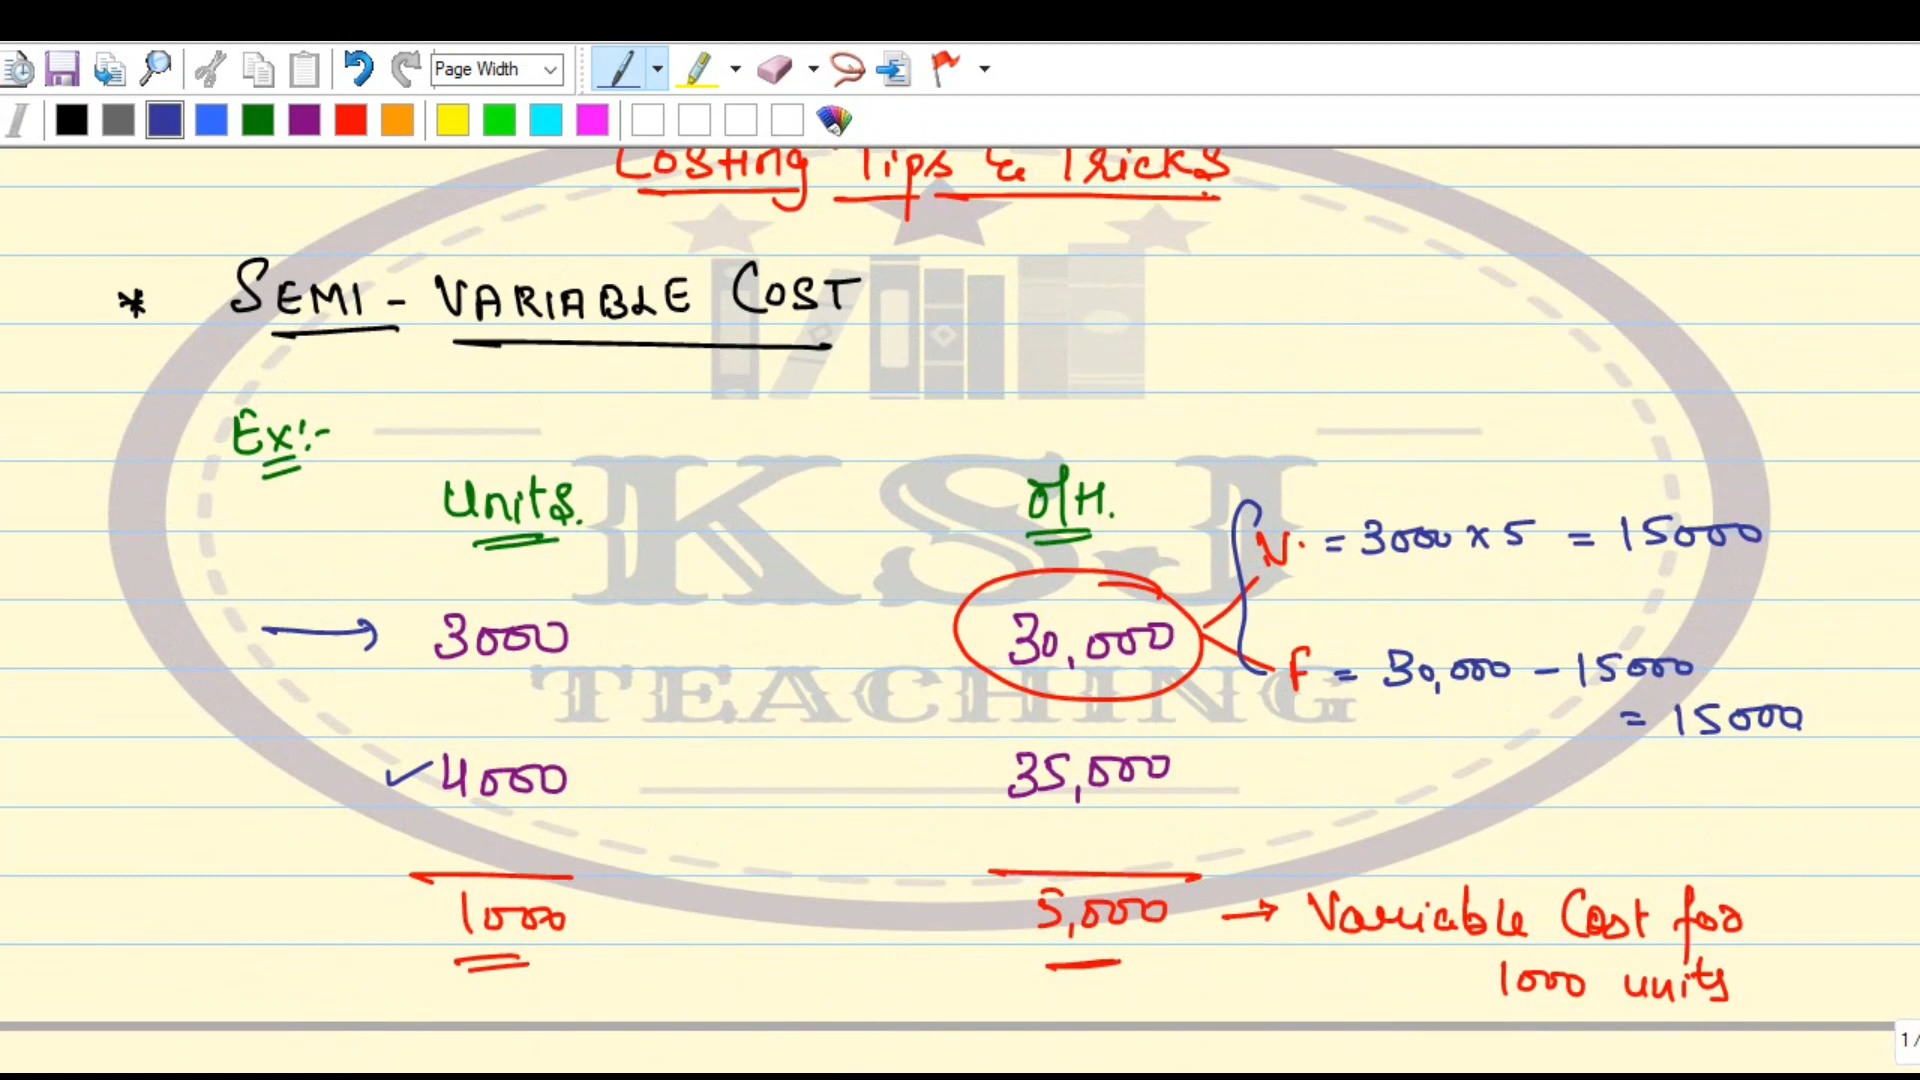 Page Width
Costing Tips & Tricks
* SEMI - VARIABLE COST
Ex:-
Units. O/H.
V. = 3000 x 5 = 15000
→ 3000 30,000
F = 30,000 - 15000
= 15000
✓ 4000 35,000
1000 5,000 → Variable Cost for
1000 units
KSJ
TEACHING
1/